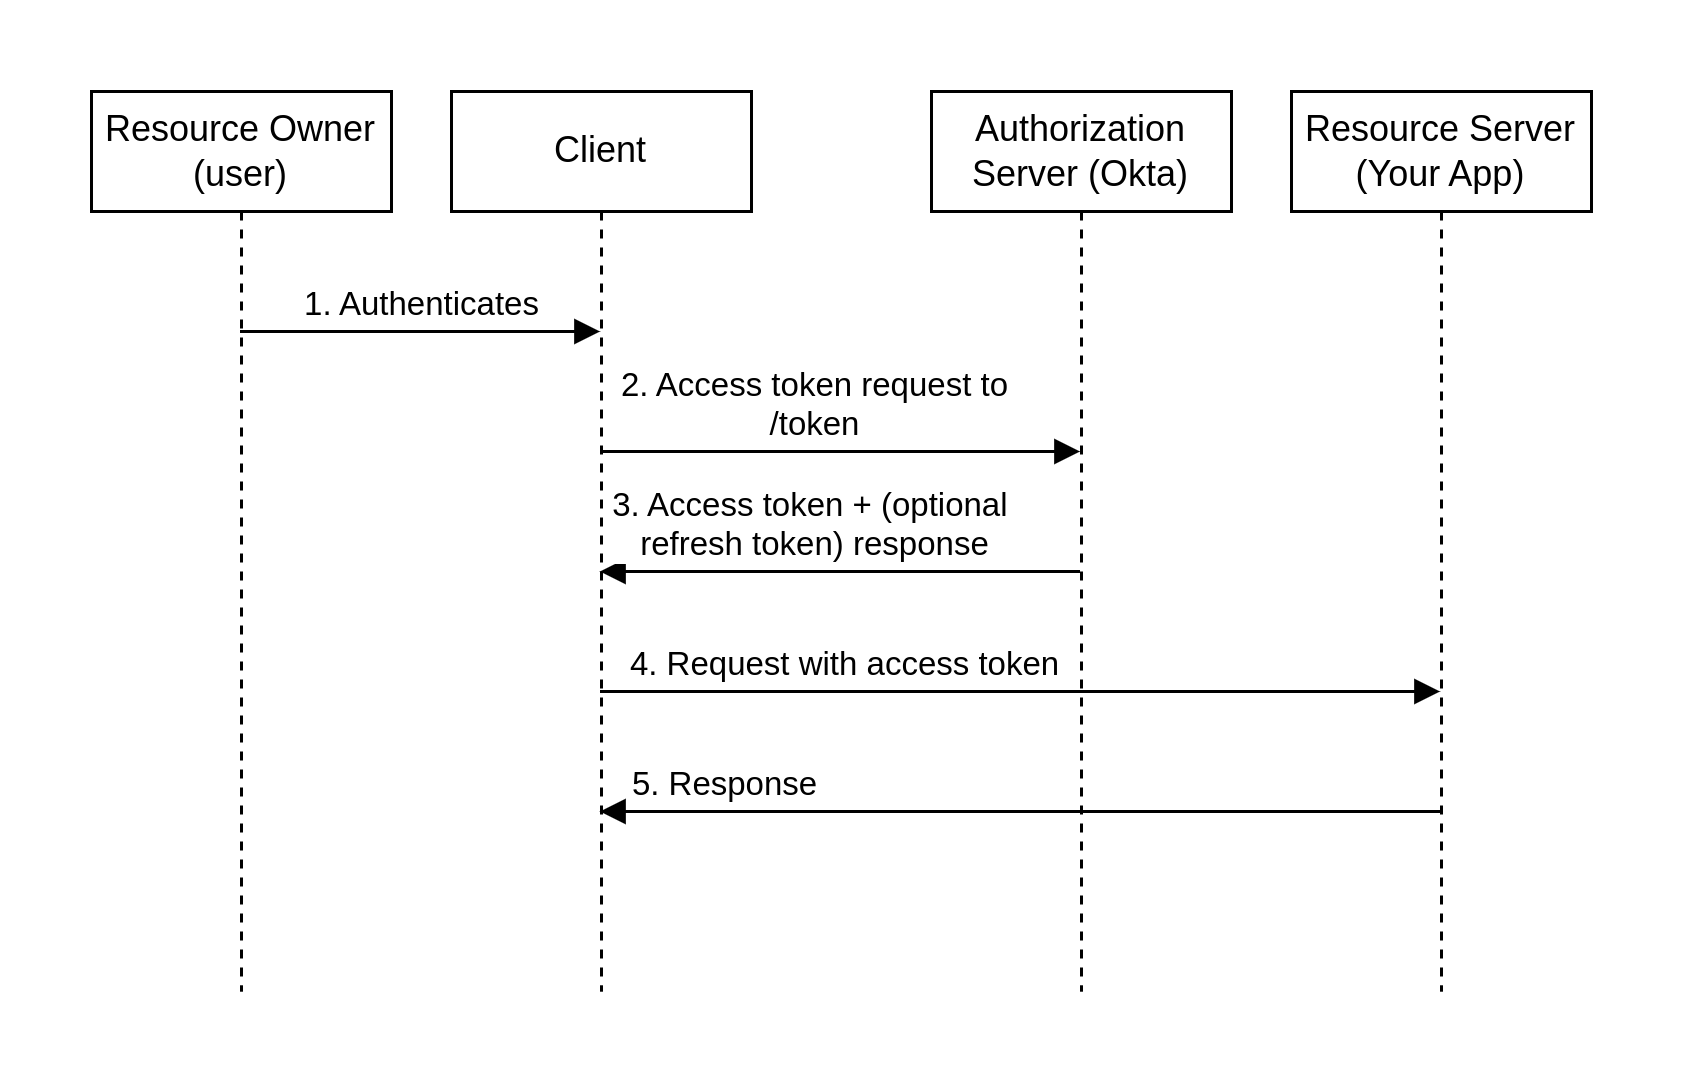 Resource Owner
(user)
Client
Authorization
Server (Okta)
Resource Server
(Your App)
1. Authenticates
2. Access token request to
/token
3. Access token + (optional
refresh token) response
4. Request with access token
5. Response